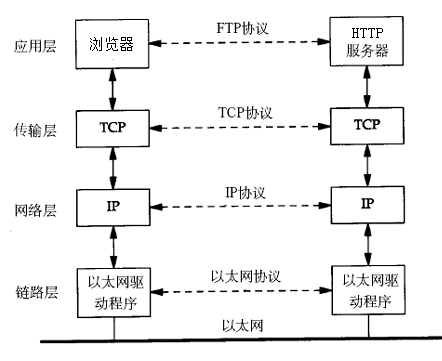 应用层 浏览器 FTP协议 HTTP
服务器
传输层 TCP TCP协议 TCP
网络层 IP IP协议 IP
链路层 以太网驱
动程序 以太网协议 以太网驱
动程序
以太网